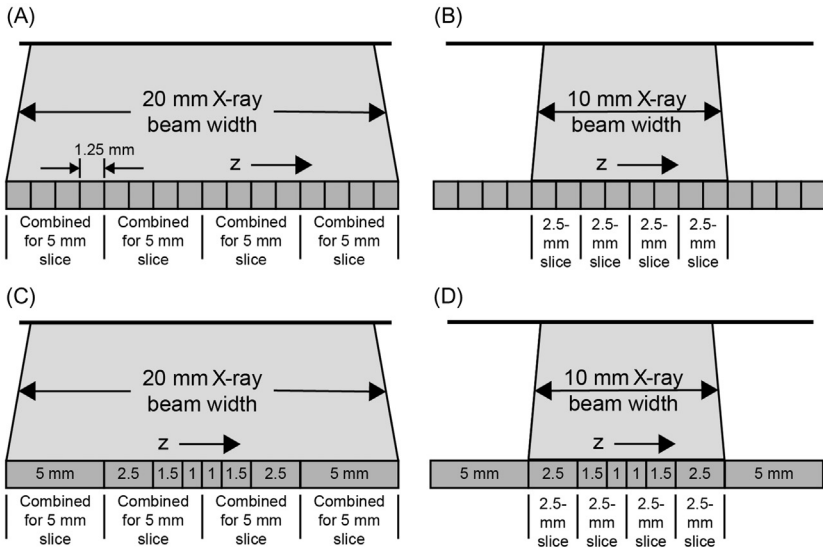 (A)
20 mm X-ray
beam width
1.25 mm
z
Combined
for 5 mm
slice
Combined
for 5 mm
slice
Combined
for 5 mm
slice
Combined
for 5 mm
slice
(B)
10 mm X-ray
beam width
z
2.5-
mm
slice
2.5-
mm
slice
2.5-
mm
slice
2.5-
mm
slice
(C)
20 mm X-ray
beam width
z
5 mm 2.5 1.5 1 1 1.5 2.5 5 mm
Combined
for 5 mm
slice
Combined
for 5 mm
slice
Combined
for 5 mm
slice
Combined
for 5 mm
slice
(D)
10 mm X-ray
beam width
z
5 mm 2.5 1.5 1 1 1.5 2.5 5 mm
2.5-
mm
slice
2.5-
mm
slice
2.5-
mm
slice
2.5-
mm
slice